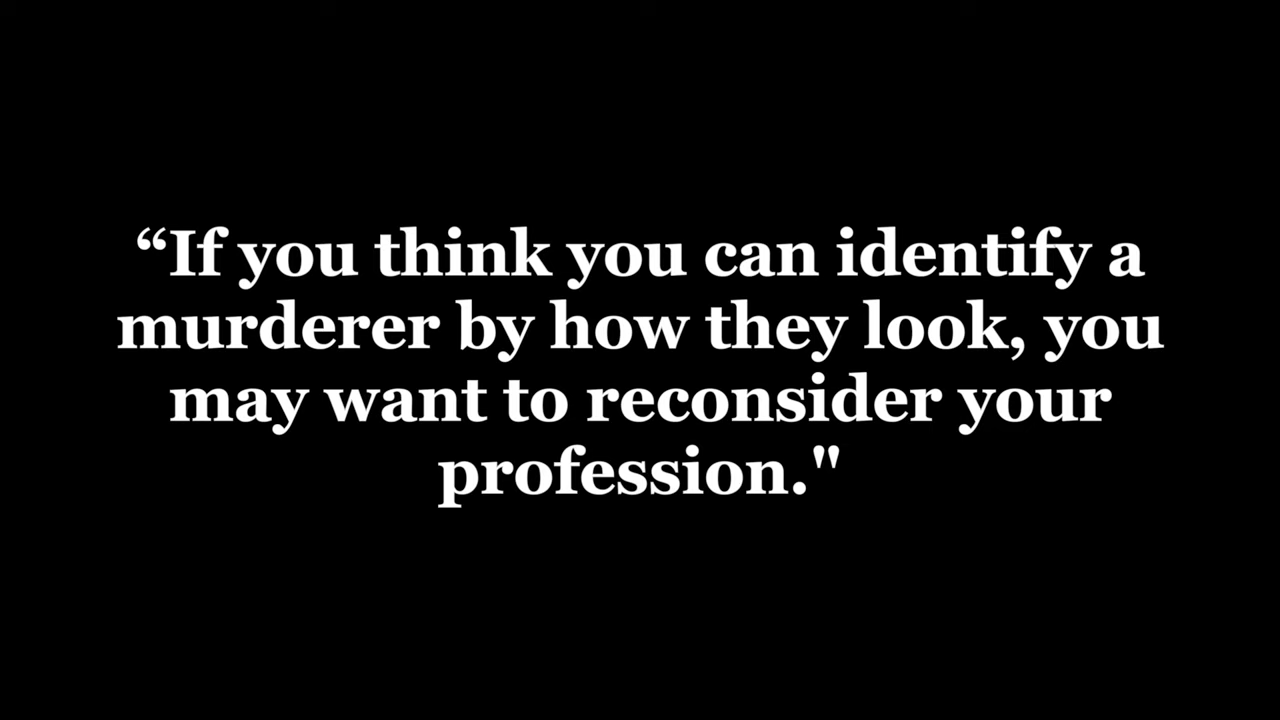 “If you think you can identify a
murderer by how they look, you
may want to reconsider your
profession."